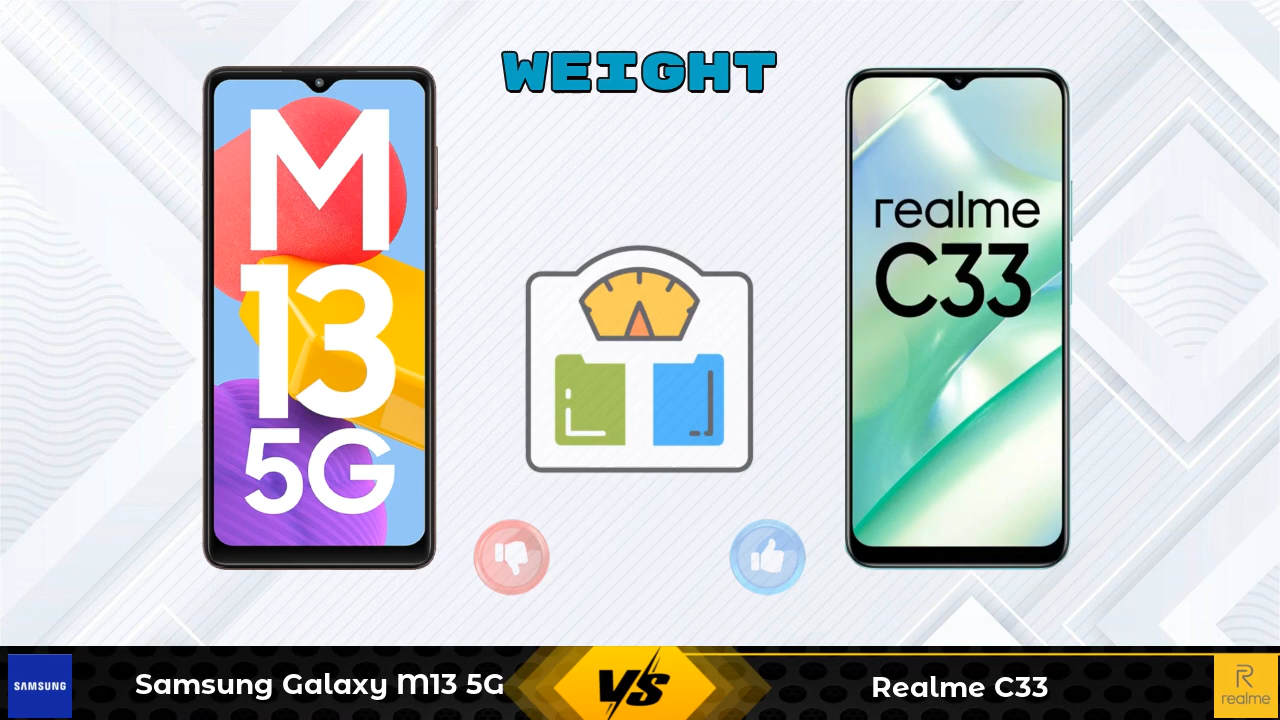 WEIGHT
M
13
5G
realme
C33
SAMSUNG
Samsung Galaxy M13 5G
VS
Realme C33
R
realme